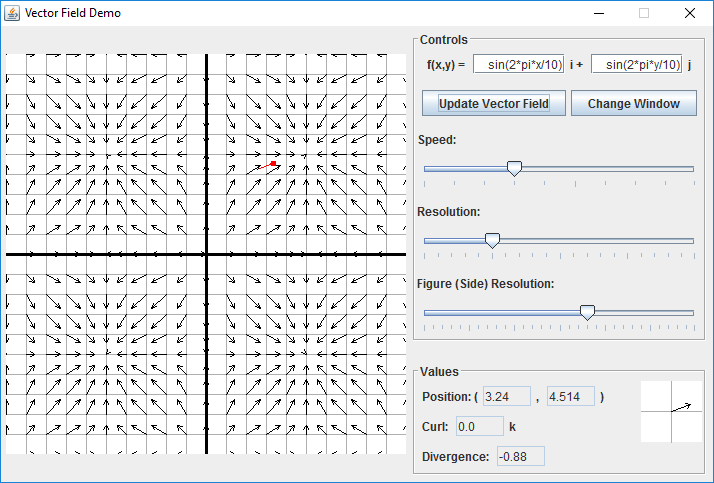 Vector Field Demo
Controls
f(x,y) = sin(2*pi*x/10) i + sin(2*pi*y/10) j
Update Vector Field Change Window
Speed:
Resolution:
Figure (Side) Resolution:
Values
Position: ( 3.24 , 4.514 )
Curl: 0.0 k
Divergence: -0.88